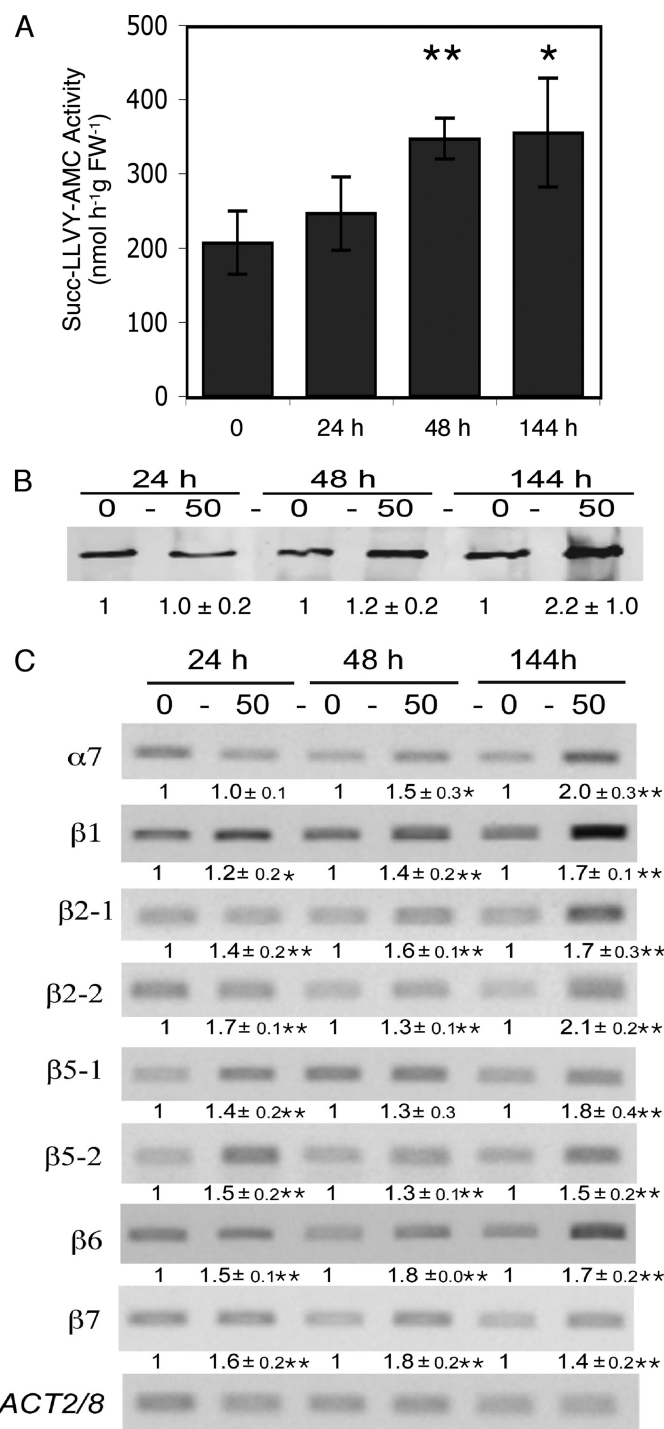 A
Succ-LLVY-AMC Activity
(nmol h-1g FW-1)
500
400
300
200
100
0
** *
0 24 h 48 h 144 h
B
24 h 48 h 144 h
0 - 50 - 0 - 50 - 0 - 50
1 1.0 ± 0.2 1 1.2 ± 0.2 1 2.2 ± 1.0
C
24 h 48 h 144h
0 - 50 - 0 - 50 - 0 50
α7
1 1.0 ± 0.1 1 1.5 ± 0.3* 1 2.0 ± 0.3**
β1
1 1.2± 0.2* 1 1.4± 0.2** 1 1.7± 0.1**
β2-1
1 1.4± 0.2** 1 1.6± 0.1** 1 1.7± 0.3**
β2-2
1 1.7± 0.1** 1 1.3± 0.1** 1 2.1± 0.2**
β5-1
1 1.4± 0.2** 1 1.3± 0.3 1 1.8± 0.4**
β5-2
1 1.5± 0.2** 1 1.3± 0.1** 1 1.5± 0.2**
β6
1 1.5± 0.1** 1 1.8 ±0.0** 1 1.7± 0.2**
β7
1 1.6± 0.2** 1 1.8± 0.2** 1 1.4± 0.2**
ACT2/8